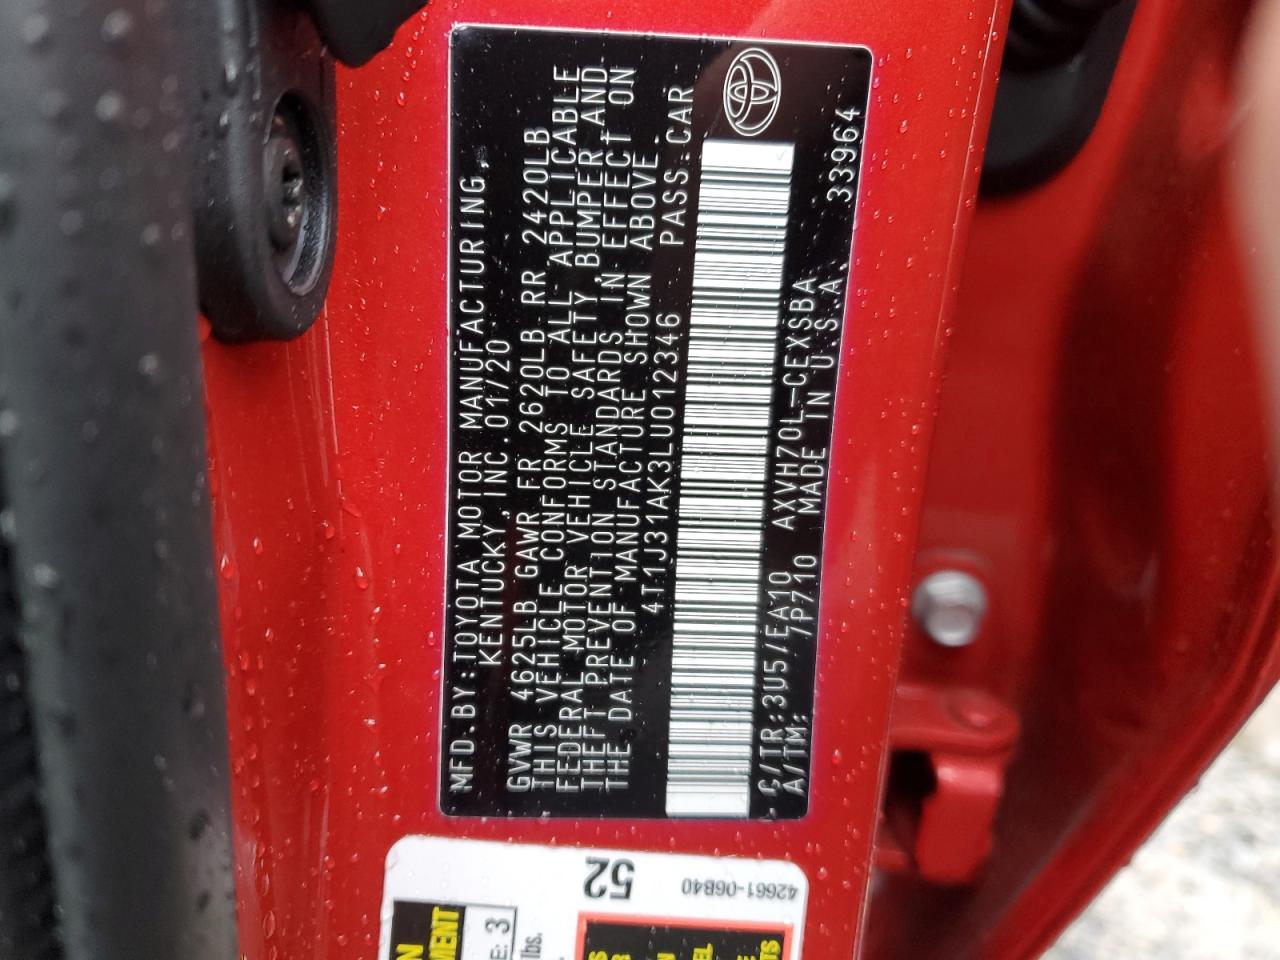 MFD.BY:TOYOTA MOTOR MANUFACTURING,
KENTUCKY,INC.01/20
GVWR 4625LB GAWR FR 2620LB RR 2420LB
THIS VEHICLE CONFORMS TO ALL APPLICABLE
FEDERAL MOTOR VEHICLE SAFETY,BUMPER,AND
THEFT PREVENTION STANDARDS IN EFFECT ON
THE DATE OF MANUFACTURE SHOWN ABOVE.
4T1J31AK3LU012346 PASS.CAR
C/TR:3U5/EA10 AXVH70L-CEXSBA 33964
A/TM: /P710 MADE IN U.S.A.
52
42661-06B40
3
lbs.